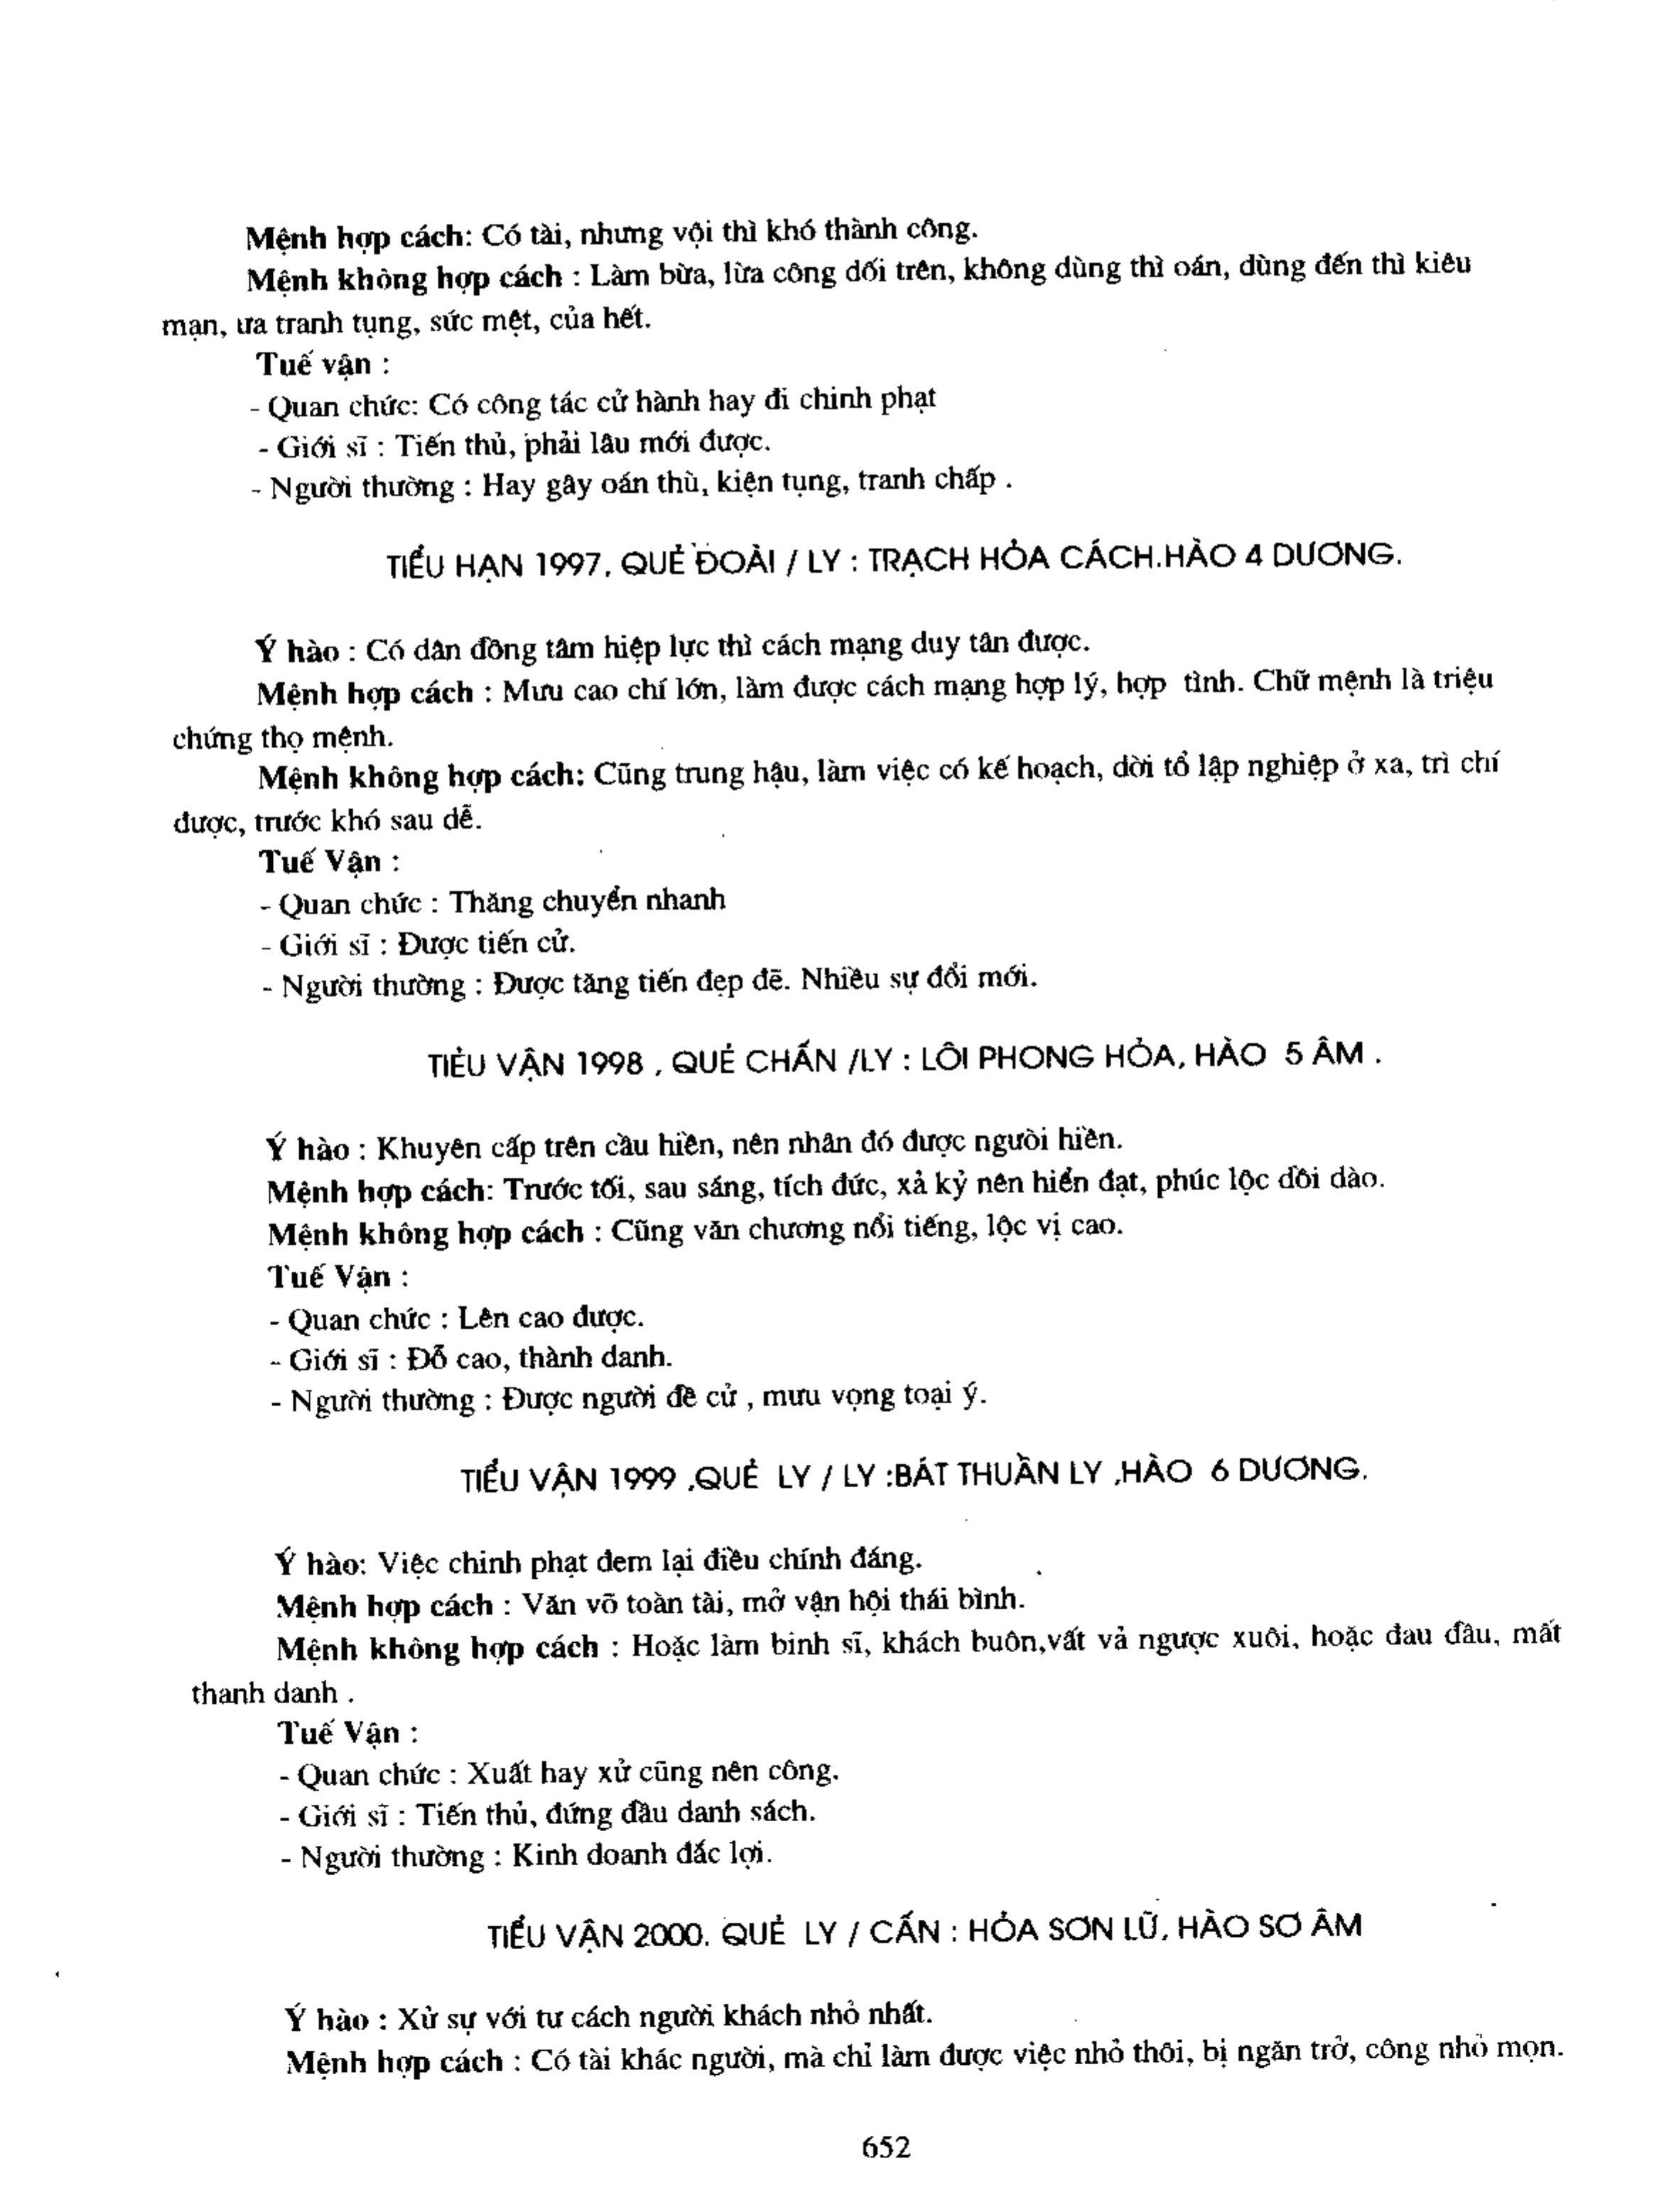 Mệnh hợp cách: Có tài, nhưng vội thì khó thành công.
Mệnh không hợp cách : Làm bừa, lừa công dối trên, không dùng thì oán, dùng đến thì kiêu
mạn, ưa tranh tụng, sức mệt, của hết.
Tuế vận :
- Quan chức: Có công tác cử hành hay đi chinh phạt
- Giới sĩ : Tiến thủ, phải lâu mới được.
- Người thường : Hay gây oán thù, kiện tụng, tranh chấp .
TIỂU HẠN 1997, QUẺ ĐOÀI / LY : TRẠCH HỎA CÁCH.HÀO 4 DƯƠNG.
Ý hào : Có dân đồng tâm hiệp lực thì cách mạng duy tân được.
Mệnh hợp cách : Mưu cao chí lớn, làm được cách mạng hợp lý, hợp tình. Chữ mệnh là triệu
chứng thọ mệnh.
Mệnh không hợp cách: Cũng trung hậu, làm việc có kế hoạch, dời tổ lập nghiệp ở xa, trì chí
được, trước khó sau dễ.
Tuế Vận :
- Quan chức : Thăng chuyển nhanh
- Giới sĩ : Được tiến cử.
- Người thường : Được tăng tiến đẹp đẽ. Nhiều sự đổi mới.
TIỂU VẬN 1998 , QUẺ CHẤN /LY : LÔI PHONG HỎA, HÀO 5 ÂM .
Ý hào : Khuyên cấp trên cầu hiền, nên nhân đó được người hiền.
Mệnh hợp cách: Trước tối, sau sáng, tích đức, xả kỷ nên hiển đạt, phúc lộc dồi dào.
Mệnh không hợp cách : Cũng văn chương nổi tiếng, lộc vị cao.
Tuế Vận :
- Quan chức : Lên cao được.
- Giới sĩ : Đỗ cao, thành danh.
- Người thường : Được người đề cử , mưu vọng toại ý.
TIỂU VẬN 1999 ,QUẺ LY / LY :BÁT THUẦN LY ,HÀO 6 DƯƠNG.
Ý hào: Việc chinh phạt đem lại điều chính đáng.
Mệnh hợp cách : Văn võ toàn tài, mở vận hội thái bình.
Mệnh không hợp cách : Hoặc làm binh sĩ, khách buôn,vất vả ngược xuôi, hoặc đau đầu, mất
thanh danh .
Tuế Vận :
- Quan chức : Xuất hay xử cũng nên công.
- Giới sĩ : Tiến thủ, đứng đầu danh sách.
- Người thường : Kinh doanh đắc lợi.
TIỂU VẬN 2000. QUẺ LY / CẤN : HỎA SƠN LỮ, HÀO SƠ ÂM
Ý hào : Xử sự với tư cách người khách nhỏ nhất.
Mệnh hợp cách : Có tài khác người, mà chỉ làm được việc nhỏ thôi, bị ngăn trở, công nhỏ mọn.
652